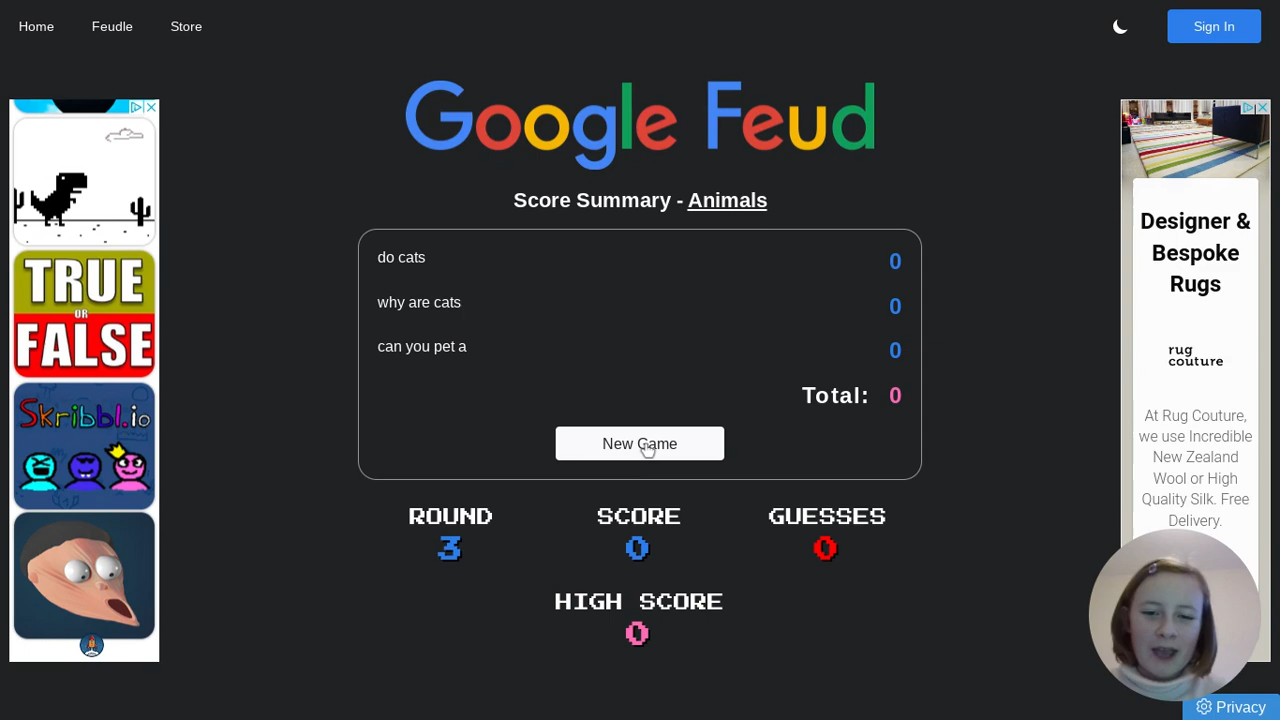 Home
Feudle
Store
Sign In
Google Feud
Score Summary - Animals
do cats 0
why are cats 0
can you pet a 0
Total: 0
New Game
ROUND
3
SCORE
0
GUESSES
0
HIGH SCORE
0
TRUE
OR
FALSE
Skribbl.io
Designer &
Bespoke
Rugs
rug
couture
At Rug Couture,
we use Incredible
New Zealand
Wool or High
Quality Silk. Free
Delivery.
Privacy